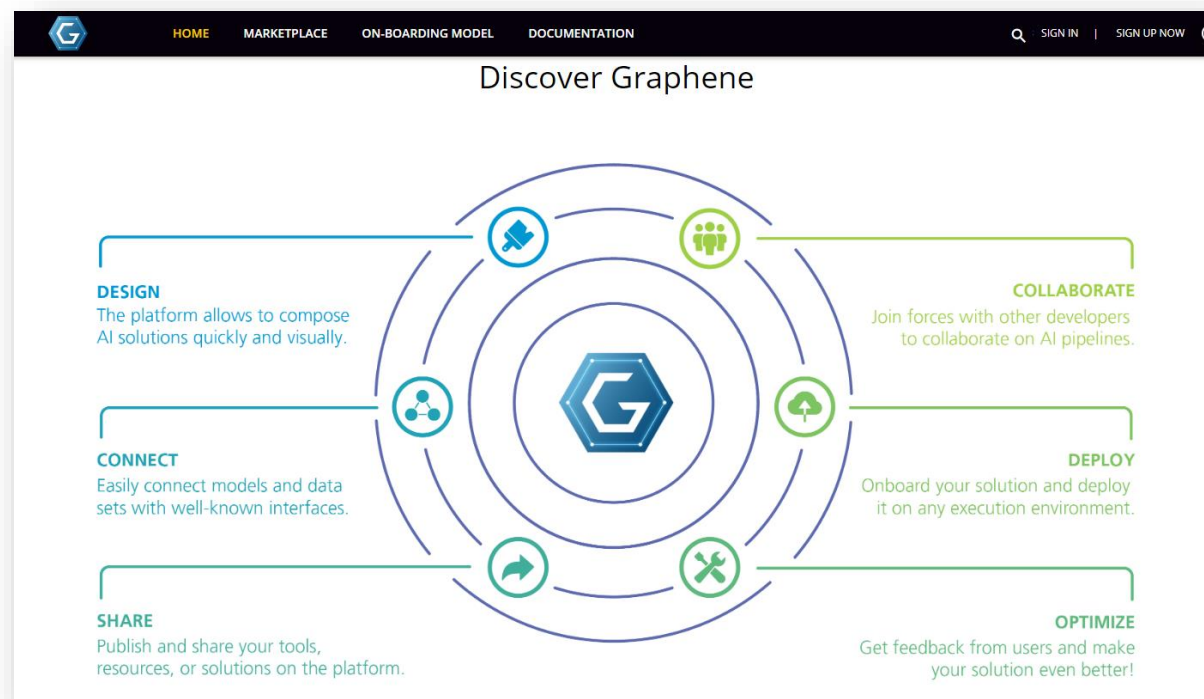 HOME MARKETPLACE ON-BOARDING MODEL DOCUMENTATION SIGN IN | SIGN UP NOW
Discover Graphene
DESIGN
The platform allows to compose
AI solutions quickly and visually.
COLLABORATE
Join forces with other developers
to collaborate on AI pipelines.
CONNECT
Easily connect models and data
sets with well-known interfaces.
DEPLOY
Onboard your solution and deploy
it on any execution environment.
SHARE
Publish and share your tools,
resources, or solutions on the platform.
OPTIMIZE
Get feedback from users and make
your solution even better!
G